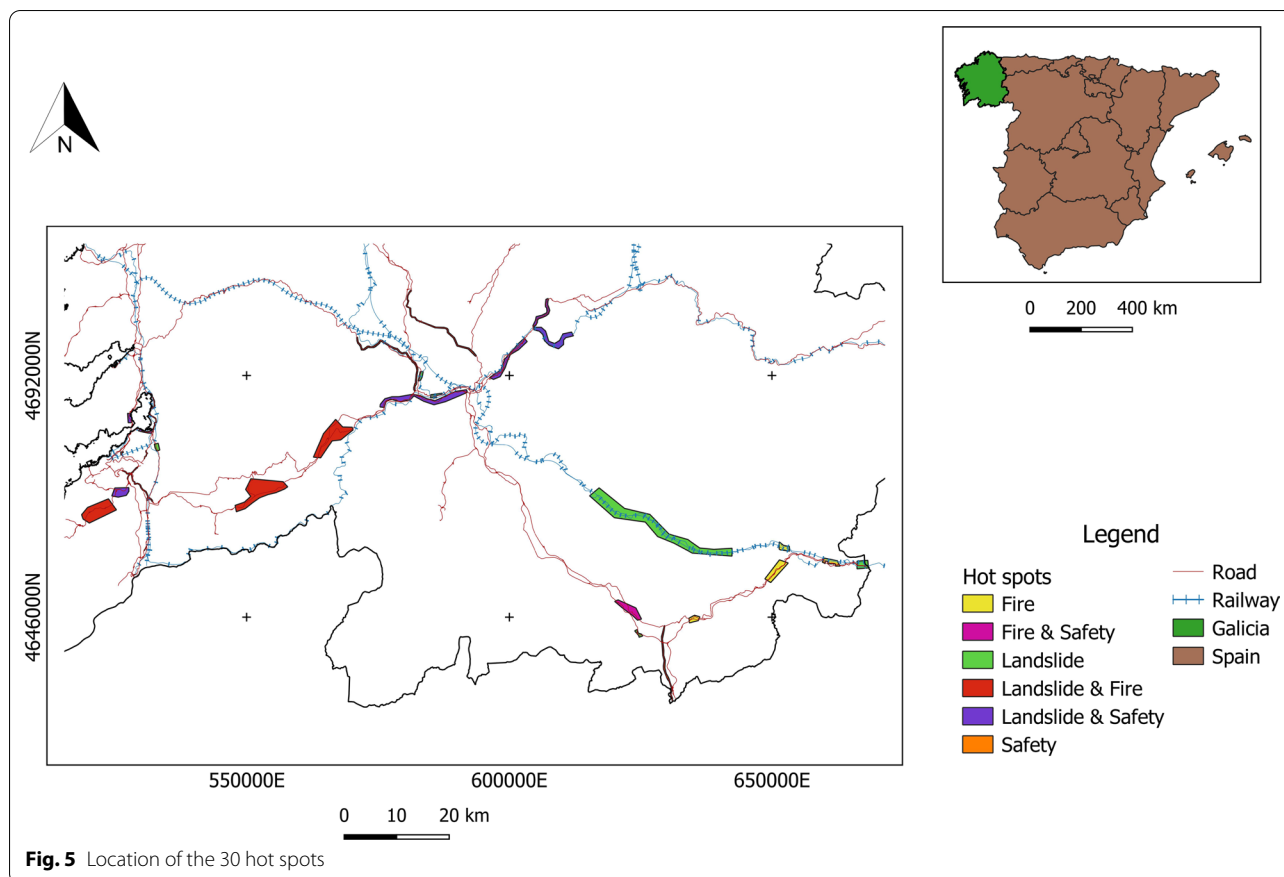 N
0 200 400 km
4692000N
4646000N
550000E 600000E 650000E
0 10 20 km
Legend
Hot spots
Fire
Fire & Safety
Landslide
Landslide & Fire
Landslide & Safety
Safety
Road
Railway
Galicia
Spain
Fig. 5 Location of the 30 hot spots